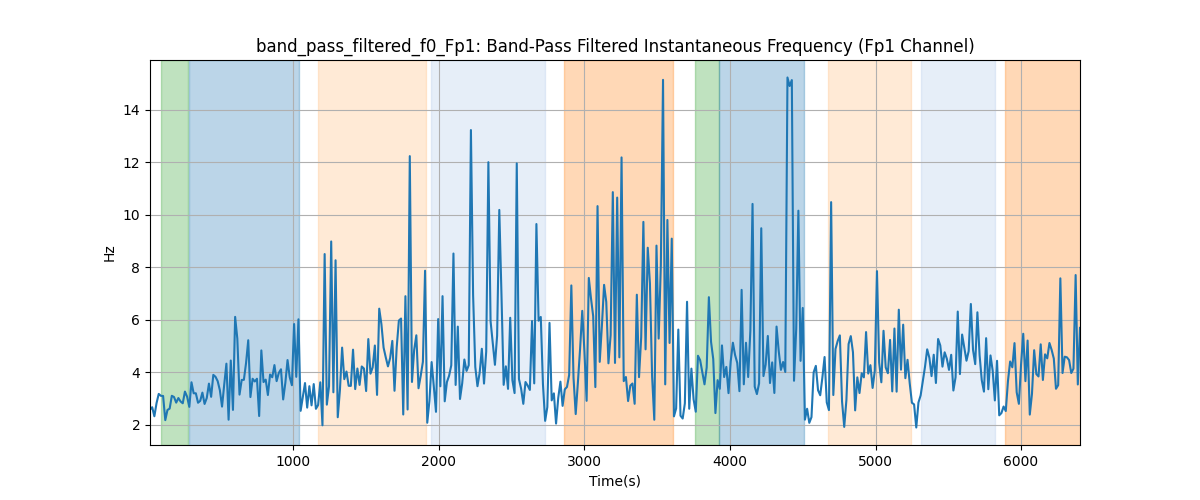 band_pass_filtered_f0_Fp1: Band-Pass Filtered Instantaneous Frequency (Fp1 Channel)
14
12
10
8
6
4
2
Hz
1000 2000 3000 4000 5000 6000
Time(s)